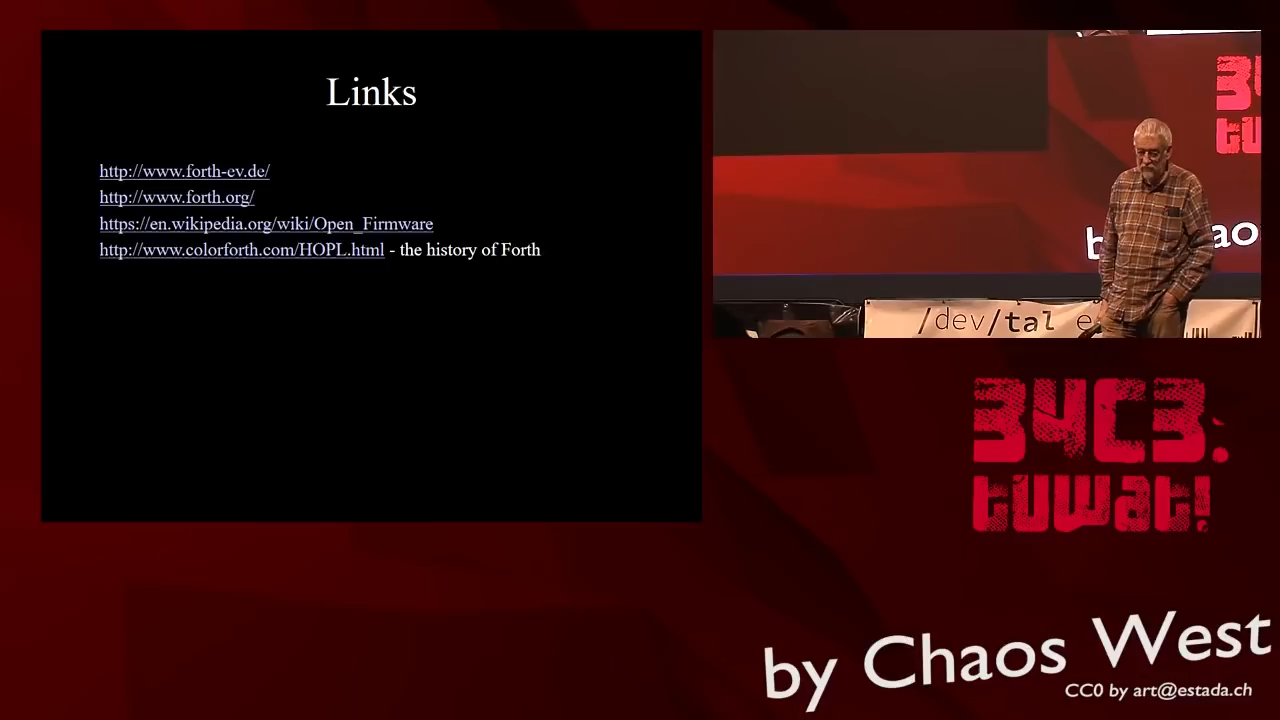 Links
http://www.forth-ev.de/
http://www.forth.org/
https://en.wikipedia.org/wiki/Open_Firmware
http://www.colorforth.com/HOPL.html - the history of Forth
/dev/tal
34C3.
tuwat!
by Chaos West
CC0 by art@estada.ch